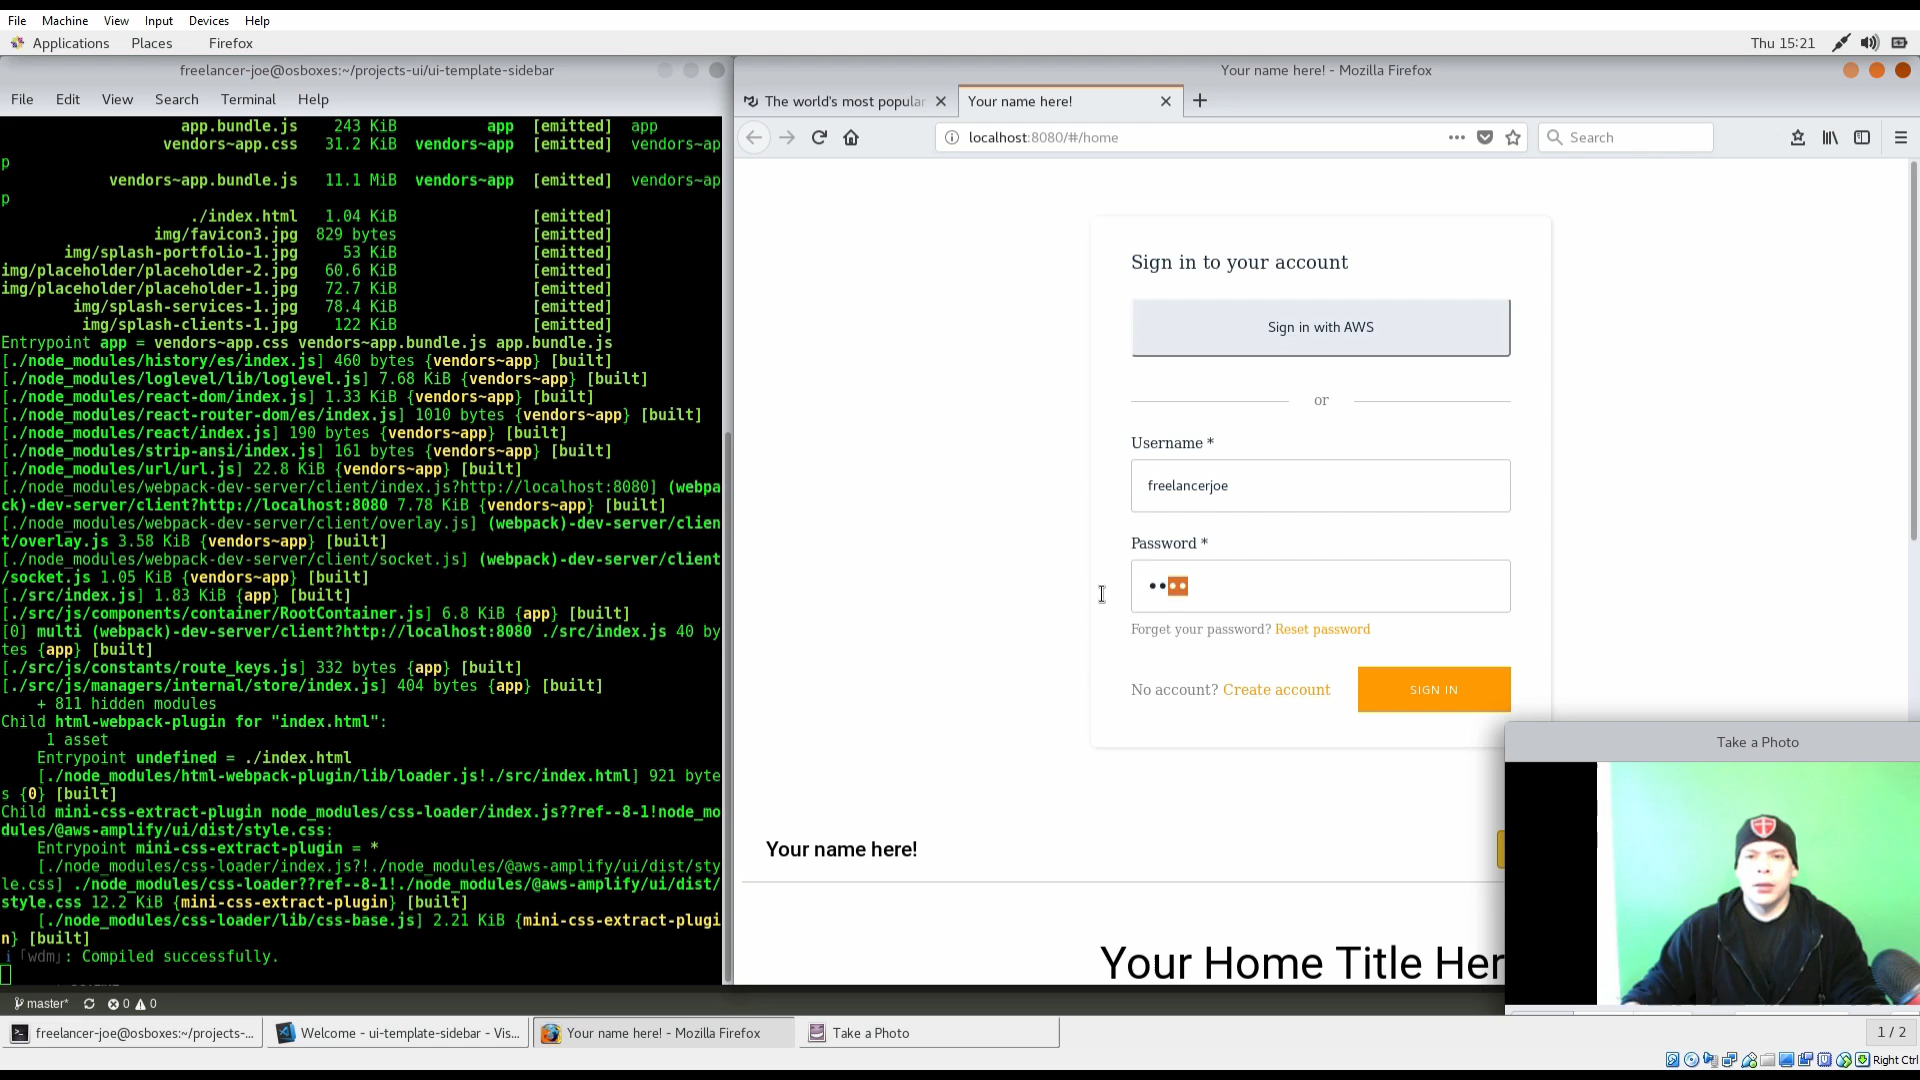 File Machine View Input Devices Help
Applications Places Firefox Thu 15:21
freelancer-joe@osboxes:~/projects-ui/ui-template-sidebar
File Edit View Search Terminal Help
app.bundle.js 243 KiB app [emitted] app
vendors~app.css 31.2 KiB vendors~app [emitted] vendors~ap
p
vendors~app.bundle.js 11.1 MiB vendors~app [emitted] vendors~ap
p
./index.html 1.04 KiB [emitted]
img/favicon3.jpg 829 bytes [emitted]
img/splash-portfolio-1.jpg 53 KiB [emitted]
img/placeholder/placeholder-2.jpg 60.6 KiB [emitted]
img/placeholder/placeholder-1.jpg 72.7 KiB [emitted]
img/splash-services-1.jpg 78.4 KiB [emitted]
img/splash-clients-1.jpg 122 KiB [emitted]
Entrypoint app = vendors~app.css vendors~app.bundle.js app.bundle.js
[./node_modules/history/es/index.js] 460 bytes {vendors~app} [built]
[./node_modules/loglevel/lib/loglevel.js] 7.68 KiB {vendors~app} [built]
[./node_modules/react-dom/index.js] 1.33 KiB {vendors~app} [built]
[./node_modules/react-router-dom/es/index.js] 1010 bytes {vendors~app} [built]
[./node_modules/react/index.js] 190 bytes {vendors~app} [built]
[./node_modules/strip-ansi/index.js] 161 bytes {vendors~app} [built]
[./node_modules/url/url.js] 22.8 KiB {vendors~app} [built]
[./node_modules/webpack-dev-server/client/index.js?http://localhost:8080] (webpa
ck)-dev-server/client?http://localhost:8080 7.78 KiB {vendors~app} [built]
[./node_modules/webpack-dev-server/client/overlay.js] (webpack)-dev-server/clien
t/overlay.js 3.58 KiB {vendors~app} [built]
[./node_modules/webpack-dev-server/client/socket.js] (webpack)-dev-server/client
/socket.js 1.05 KiB {vendors~app} [built]
[./src/index.js] 1.83 KiB {app} [built]
[./src/js/components/container/RootContainer.js] 6.8 KiB {app} [built]
[0] multi (webpack)-dev-server/client?http://localhost:8080 ./src/index.js 40 by
tes {app} [built]
[./src/js/constants/route_keys.js] 332 bytes {app} [built]
[./src/js/managers/internal/store/index.js] 404 bytes {app} [built]
+ 811 hidden modules
Child html-webpack-plugin for "index.html":
1 asset
Entrypoint undefined = ./index.html
[./node_modules/html-webpack-plugin/lib/loader.js!./src/index.html] 921 byte
s {0} [built]
Child mini-css-extract-plugin node_modules/css-loader/index.js??ref--8-1!node_mo
dules/@aws-amplify/ui/dist/style.css:
Entrypoint mini-css-extract-plugin = *
[./node_modules/css-loader/index.js?!./node_modules/@aws-amplify/ui/dist/sty
le.css] ./node_modules/css-loader??ref--8-1!./node_modules/@aws-amplify/ui/dist/
style.css 12.2 KiB {mini-css-extract-plugin} [built]
[./node_modules/css-loader/lib/css-base.js] 2.21 KiB {mini-css-extract-plugi
n} [built]
i ｢wdm｣: Compiled successfully.
master* 0 0
Your name here! - Mozilla Firefox
The world's most popular
Your name here!
localhost:8080/#/home
Search
Sign in to your account
Sign in with AWS
or
Username *
freelancerjoe
Password *
Forget your password? Reset password
No account? Create account SIGN IN
Your name here!
Your Home Title Her
Take a Photo
freelancer-joe@osboxes:~/projects-... Welcome - ui-template-sidebar - Vis... Your name here! - Mozilla Firefox Take a Photo 1 / 2
Right Ctrl